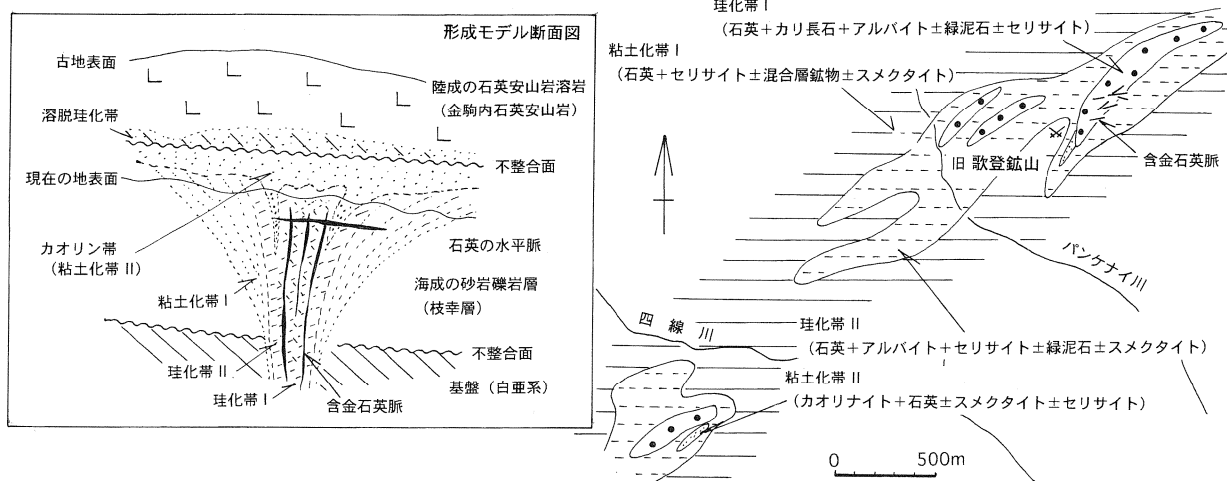 形成モデル断面図
古地表面
陸成の石英安山岩溶岩
(金駒内石英安山岩)
溶脱珪化帯
不整合面
現在の地表面
カオリン帯
(粘土化帯 II)
石英の水平脈
粘土化帯 I
海成の砂岩礫岩層
(枝幸層)
不整合面
珪化帯 II
基盤(白亜系)
珪化帯 I
含金石英脈
珪化帯 I
(石英+カリ長石+アルバイト±緑泥石±セリサイト)
粘土化帯 I
(石英+セリサイト±混合層鉱物±スメクタイト)
旧 歌登鉱山
含金石英脈
パンケナイ川
四線川
珪化帯 II
(石英+アルバイト+セリサイト±緑泥石±スメクタイト)
粘土化帯 II
(カオリナイト+石英±スメクタイト±セリサイト)
0 500m